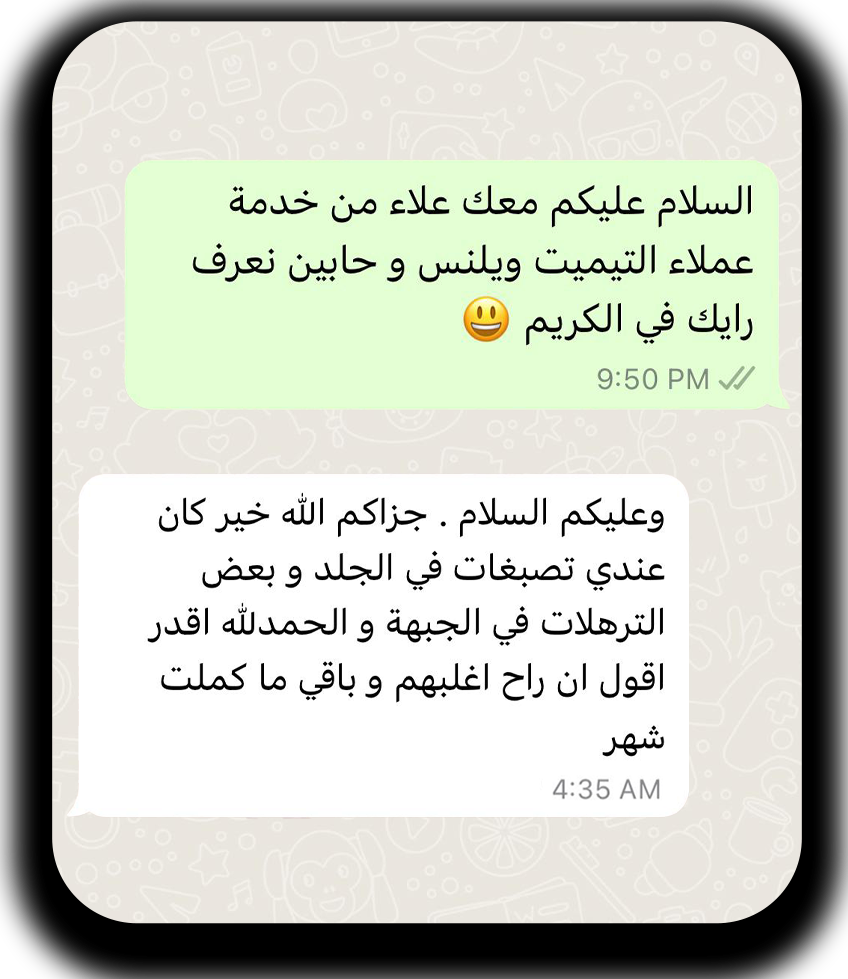 السلام عليكم معك علاء من خدمة
عملاء التيميت ويلنس و حابين نعرف
رايك في الكريم 😃
9:50 PM
وعليكم السلام . جزاكم الله خير كان
عندي تصبغات في الجلد و بعض
الترهلات في الجبهة و الحمدلله اقدر
اقول ان راح اغلبهم و باقي ما كملت
شهر
4:35 AM